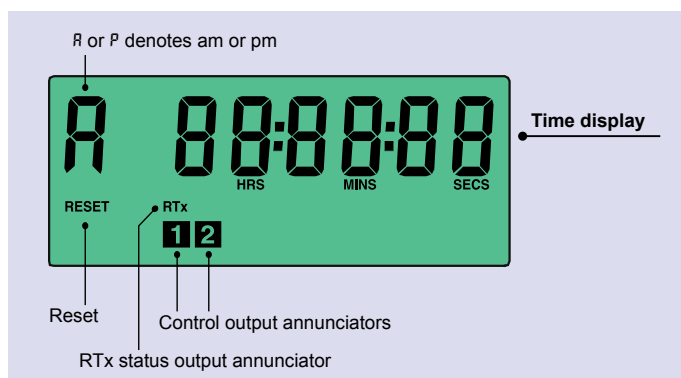 A or P denotes am or pm
A 88:88:88
Time display
HRS MINS SECS
RESET RTx
1 2
Reset
Control output annunciators
RTx status output annunciator